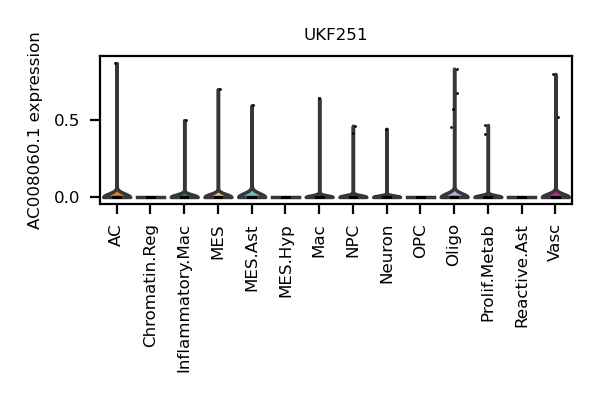 UKF251
AC008060.1 expression
0.5
0.0
AC
Chromatin.Reg
Inflammatory.Mac
MES
MES.Ast
MES.Hyp
Mac
NPC
Neuron
OPC
Oligo
Prolif.Metab
Reactive.Ast
Vasc